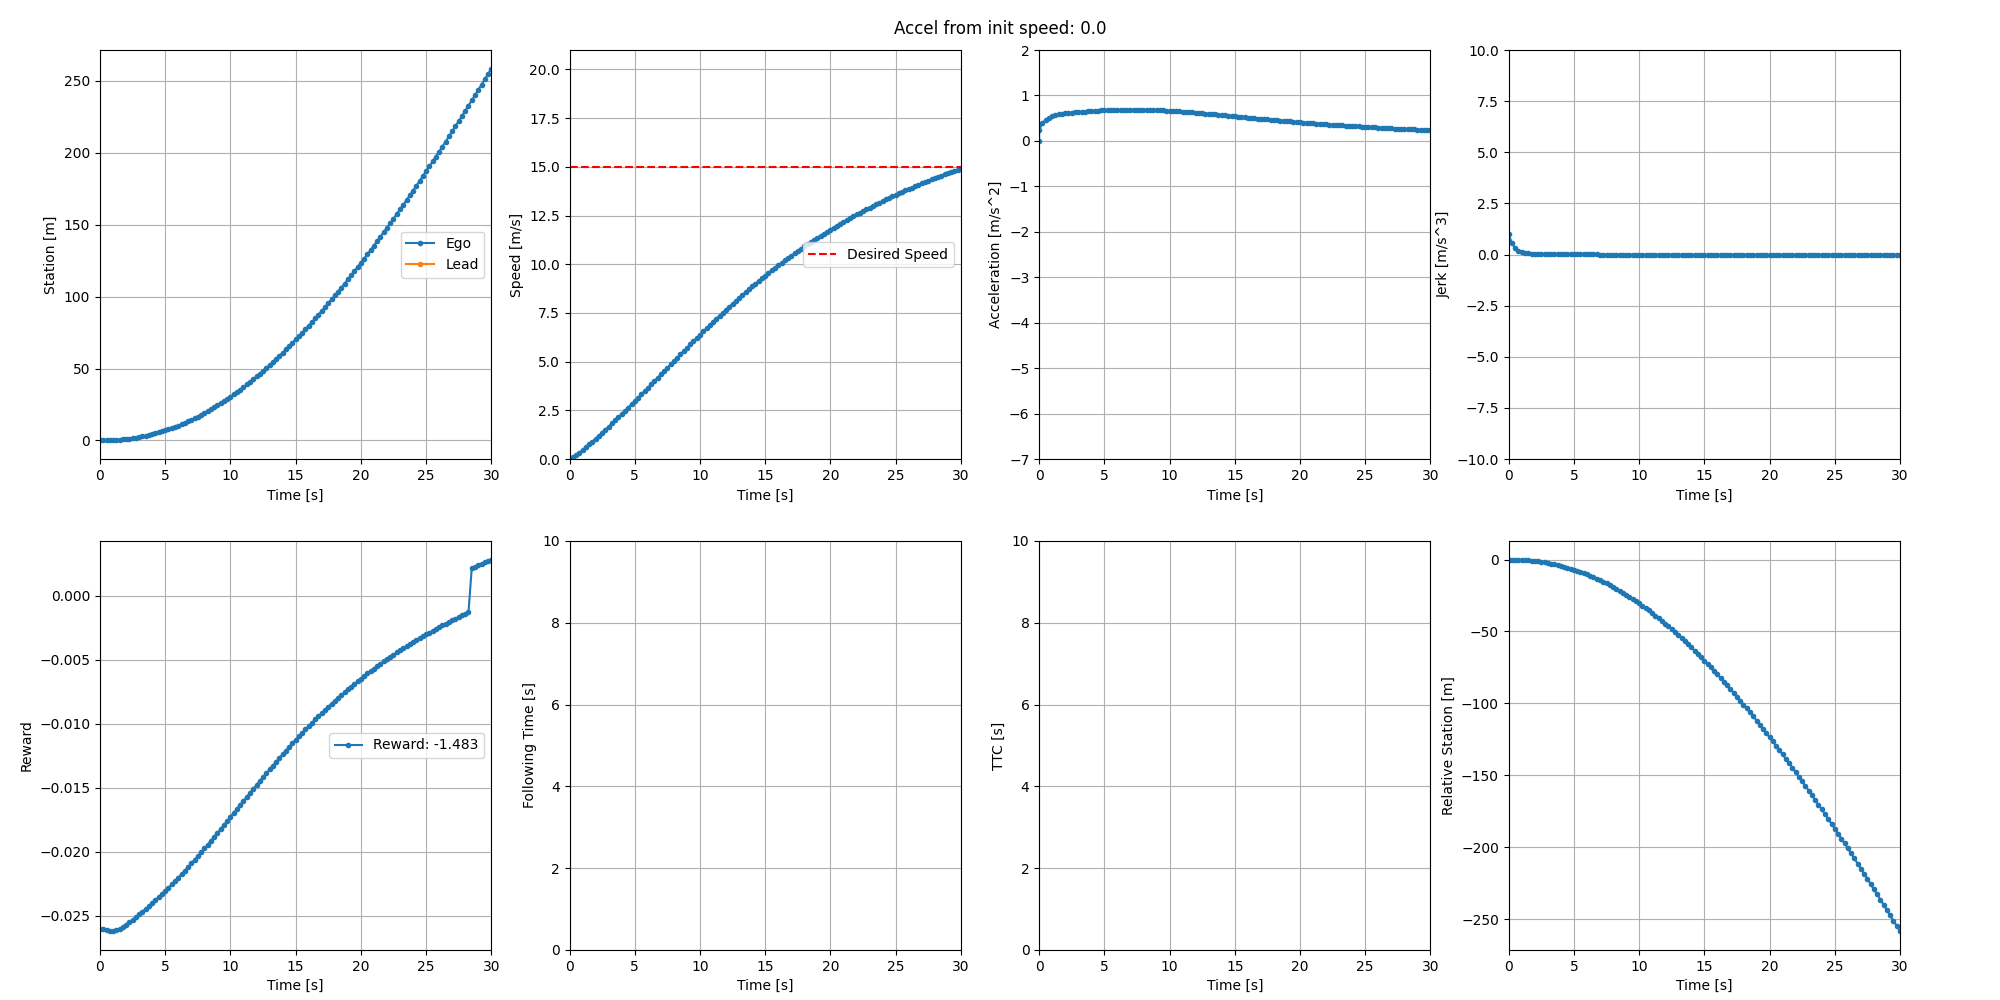 Accel from init speed: 0.0
Station [m]
250
200
150
100
50
0
Ego
Lead
0 5 10 15 20 25 30
Time [s]
Speed [m/s]
20.0
17.5
15.0
12.5
10.0
7.5
5.0
2.5
0.0
Desired Speed
0 5 10 15 20 25 30
Time [s]
Acceleration [m/s^2]
2
1
0
−1
−2
−3
−4
−5
−6
−7
0 5 10 15 20 25 30
Time [s]
Jerk [m/s^3]
10.0
7.5
5.0
2.5
0.0
−2.5
−5.0
−7.5
−10.0
0 5 10 15 20 25 30
Time [s]
Reward
0.000
−0.005
−0.010
−0.015
−0.020
−0.025
Reward: -1.483
0 5 10 15 20 25 30
Time [s]
Following Time [s]
10
8
6
4
2
0
0 5 10 15 20 25 30
Time [s]
TTC [s]
10
8
6
4
2
0
0 5 10 15 20 25 30
Time [s]
Relative Station [m]
0
−50
−100
−150
−200
−250
0 5 10 15 20 25 30
Time [s]